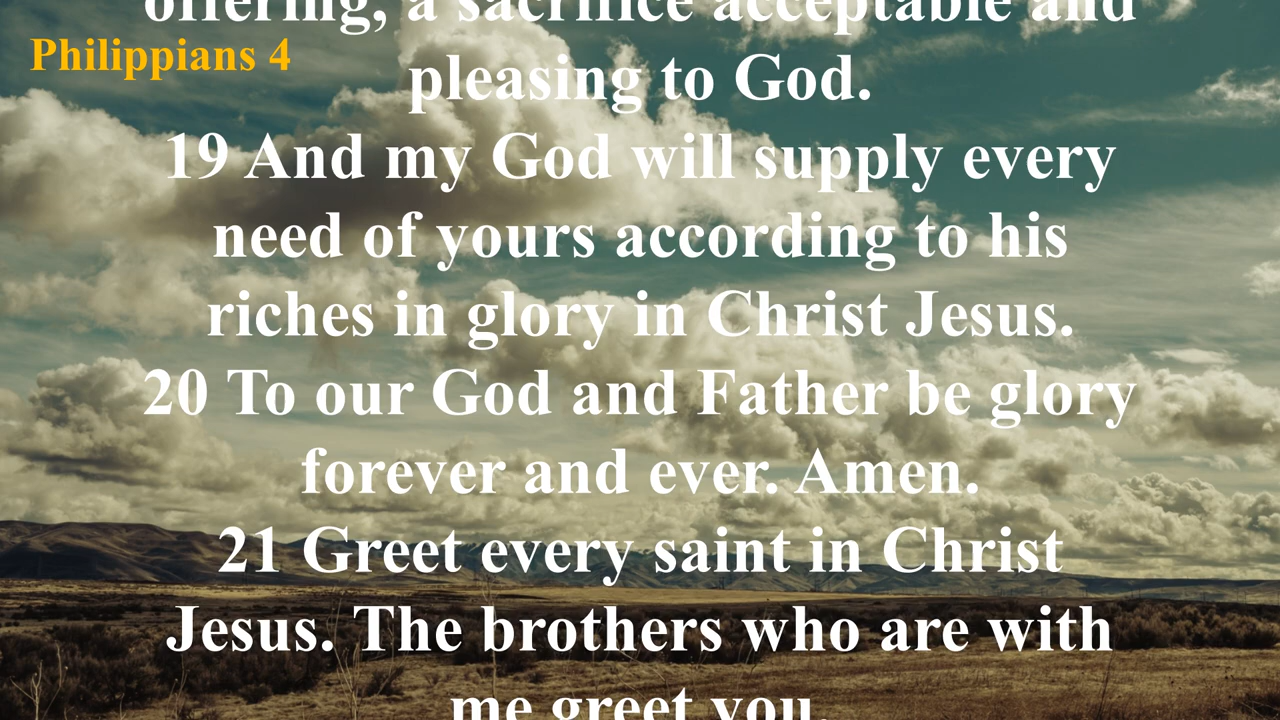 offering, a sacrifice acceptable and
Philippians 4
pleasing to God.
19 And my God will supply every
need of yours according to his
riches in glory in Christ Jesus.
20 To our God and Father be glory
forever and ever. Amen.
21 Greet every saint in Christ
Jesus. The brothers who are with
me greet you.